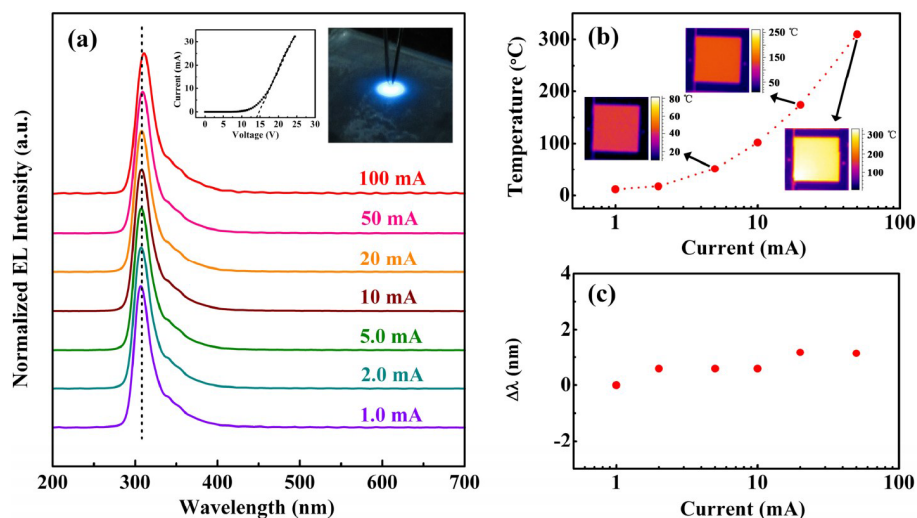 (a)
Normalized EL Intensity (a.u.)
Current (mA)
30
20
10
0
0 5 10 15 20 25 30
Voltage (V)
100 mA
50 mA
20 mA
10 mA
5.0 mA
2.0 mA
1.0 mA
200 300 400 500 600 700
Wavelength (nm)
(b)
Temperature (°C)
300
200
100
0
250 ℃
150
50
80 ℃
60
40
20
300 ℃
200
100
1 10 100
Current (mA)
(c)
Δλ (nm)
4
2
0
-2
1 10 100
Current (mA)